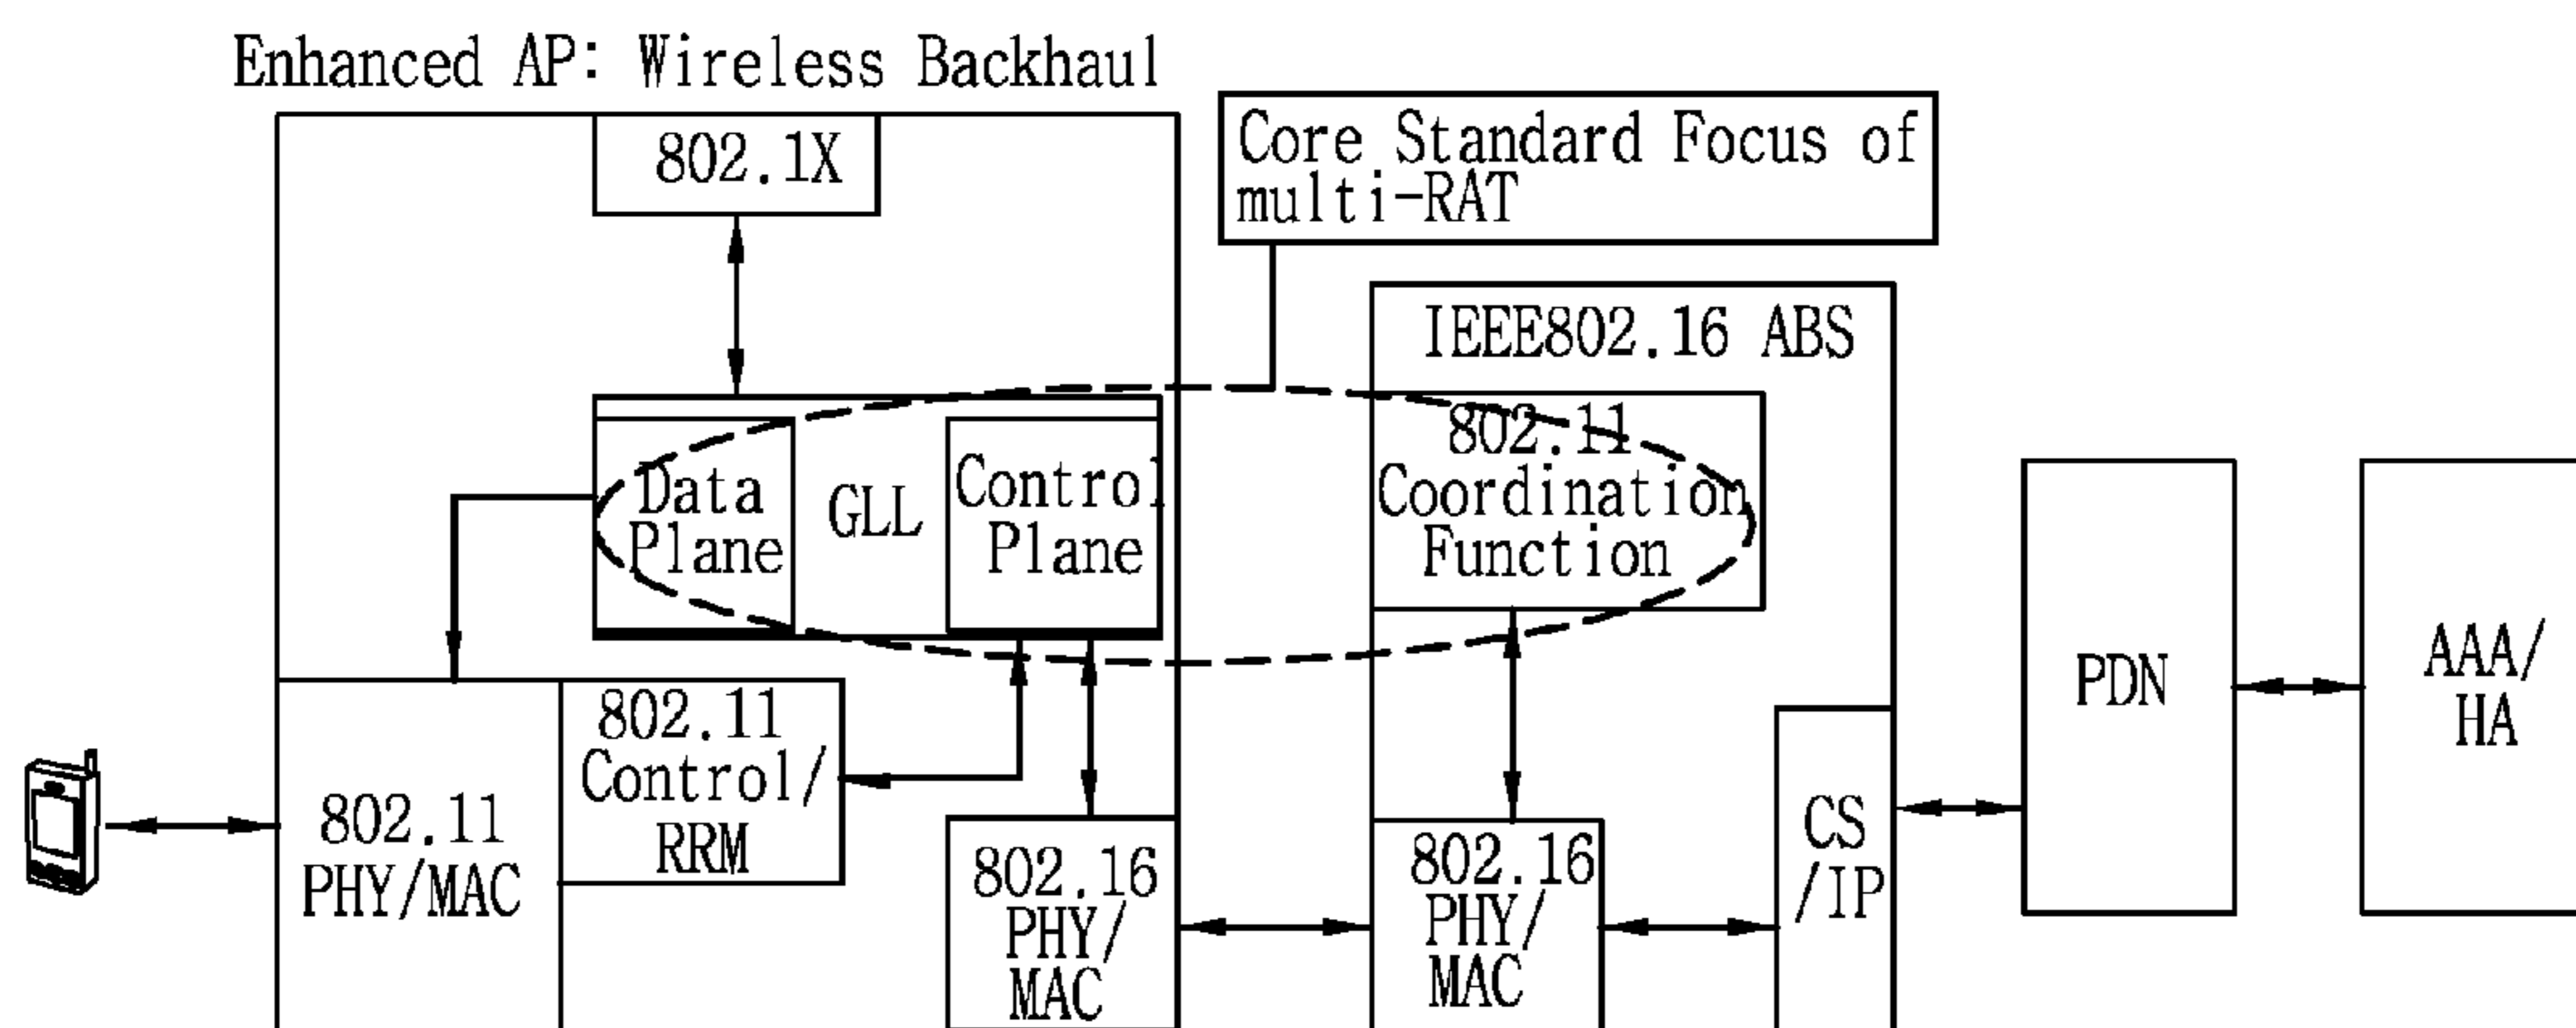 Enhanced AP: Wireless Backhaul
802.1X
Core Standard Focus of
multi-RAT
IEEE802.16 ABS
Data
Plane
GLL
Control
Plane
802.11
Coordination
Function
802.11
PHY/MAC
802.11
Control/
RRM
802.16
PHY/
MAC
802.16
PHY/
MAC
CS
/IP
PDN
AAA/
HA